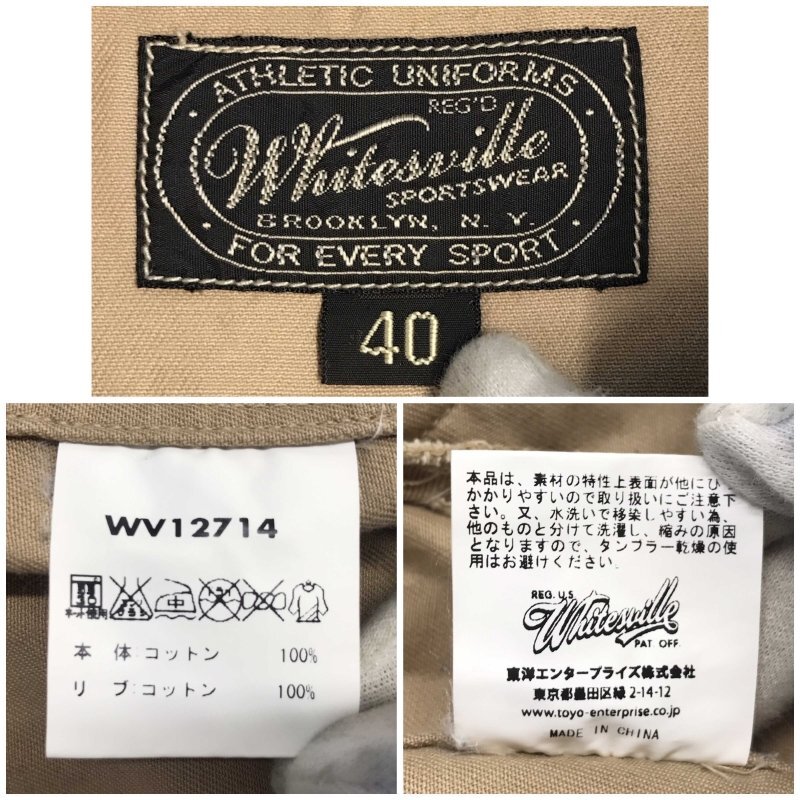 ATHLETIC UNIFORMS
REG'D
Whitesville
SPORTSWEAR
BROOKLYN, N. Y.
FOR EVERY SPORT
40
WV12714
中
ネット使用
本 体:コットン 100%
リ ブ:コットン 100%
本品は、素材の特性上表面が他にひ
かかりやすいので取り扱いにご注意下
さい。又、水洗いで移染しやすい為、
他のものと分けて洗濯し、縮みの原因
となりますので、タンブラー乾燥の使
用はお避けください。
REG. U.S.
Whitesville
PAT. OFF.
東洋エンタープライズ株式会社
東京都墨田区緑2-14-12
www.toyo-enterprise.co.jp
MADE IN CHINA